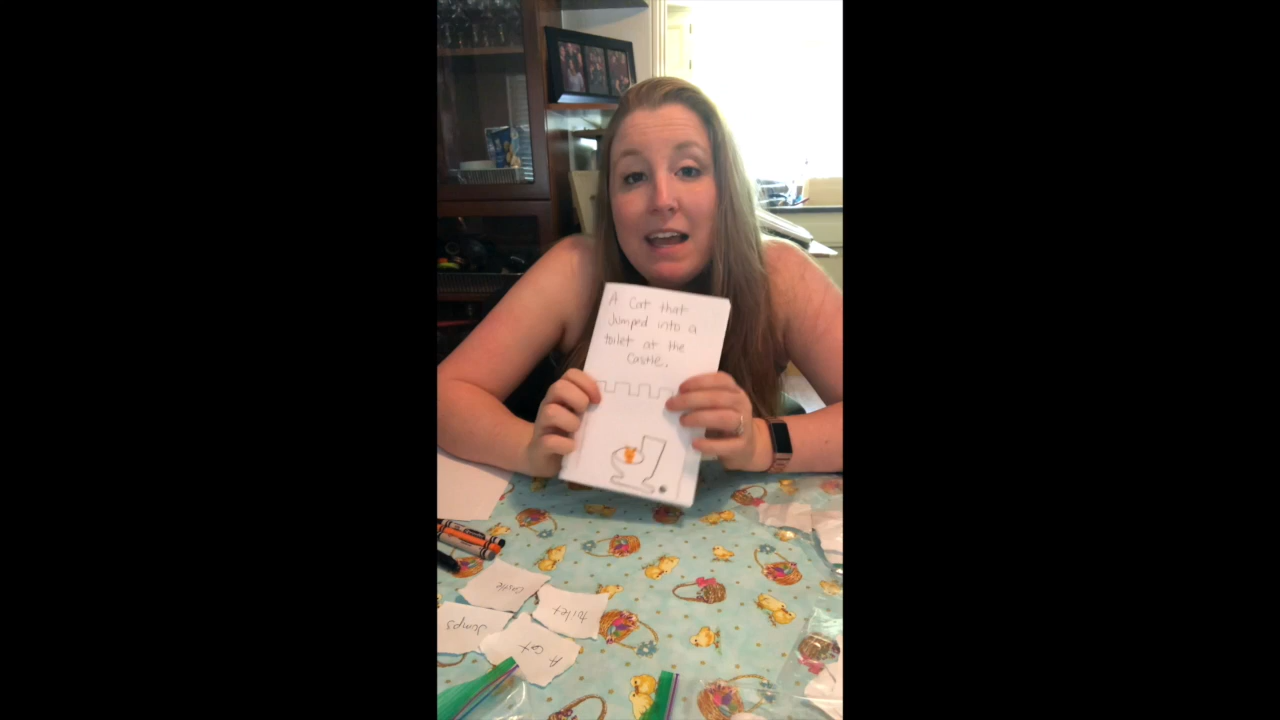 A Cat that
Jumped into a
toilet at the
Castle.
Castle
toilet
Jumps
A Cat